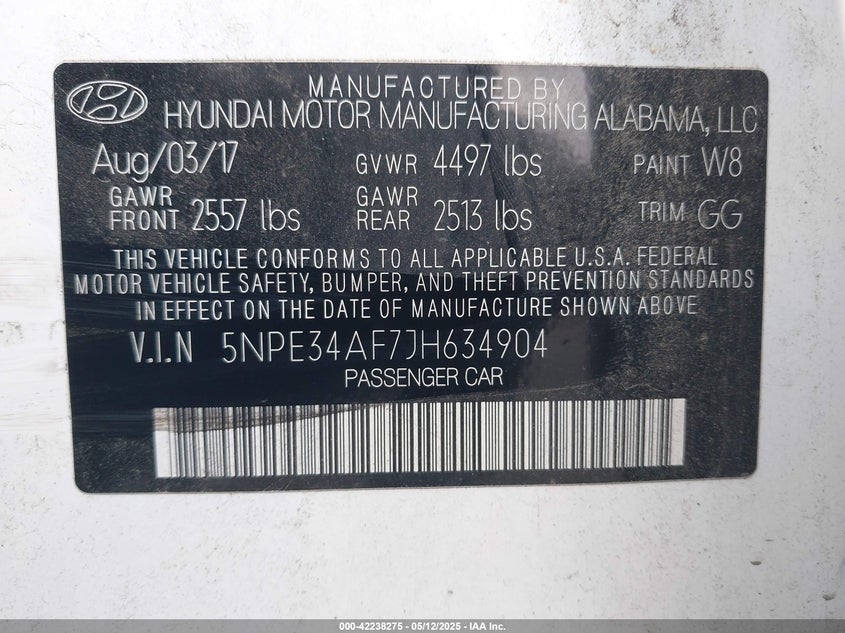 MANUFACTURED BY
HYUNDAI MOTOR MANUFACTURING ALABAMA, LLC
Aug/03/17 GVWR 4497 lbs PAINT W8
GAWR FRONT 2557 lbs GAWR REAR 2513 lbs TRIM GG
THIS VEHICLE CONFORMS TO ALL APPLICABLE U.S.A. FEDERAL
MOTOR VEHICLE SAFETY, BUMPER, AND THEFT PREVENTION STANDARDS
IN EFFECT ON THE DATE OF MANUFACTURE SHOWN ABOVE
V.I.N 5NPE34AF7JH634904
PASSENGER CAR
000-42238275 - 05/12/2025 - IAA Inc.